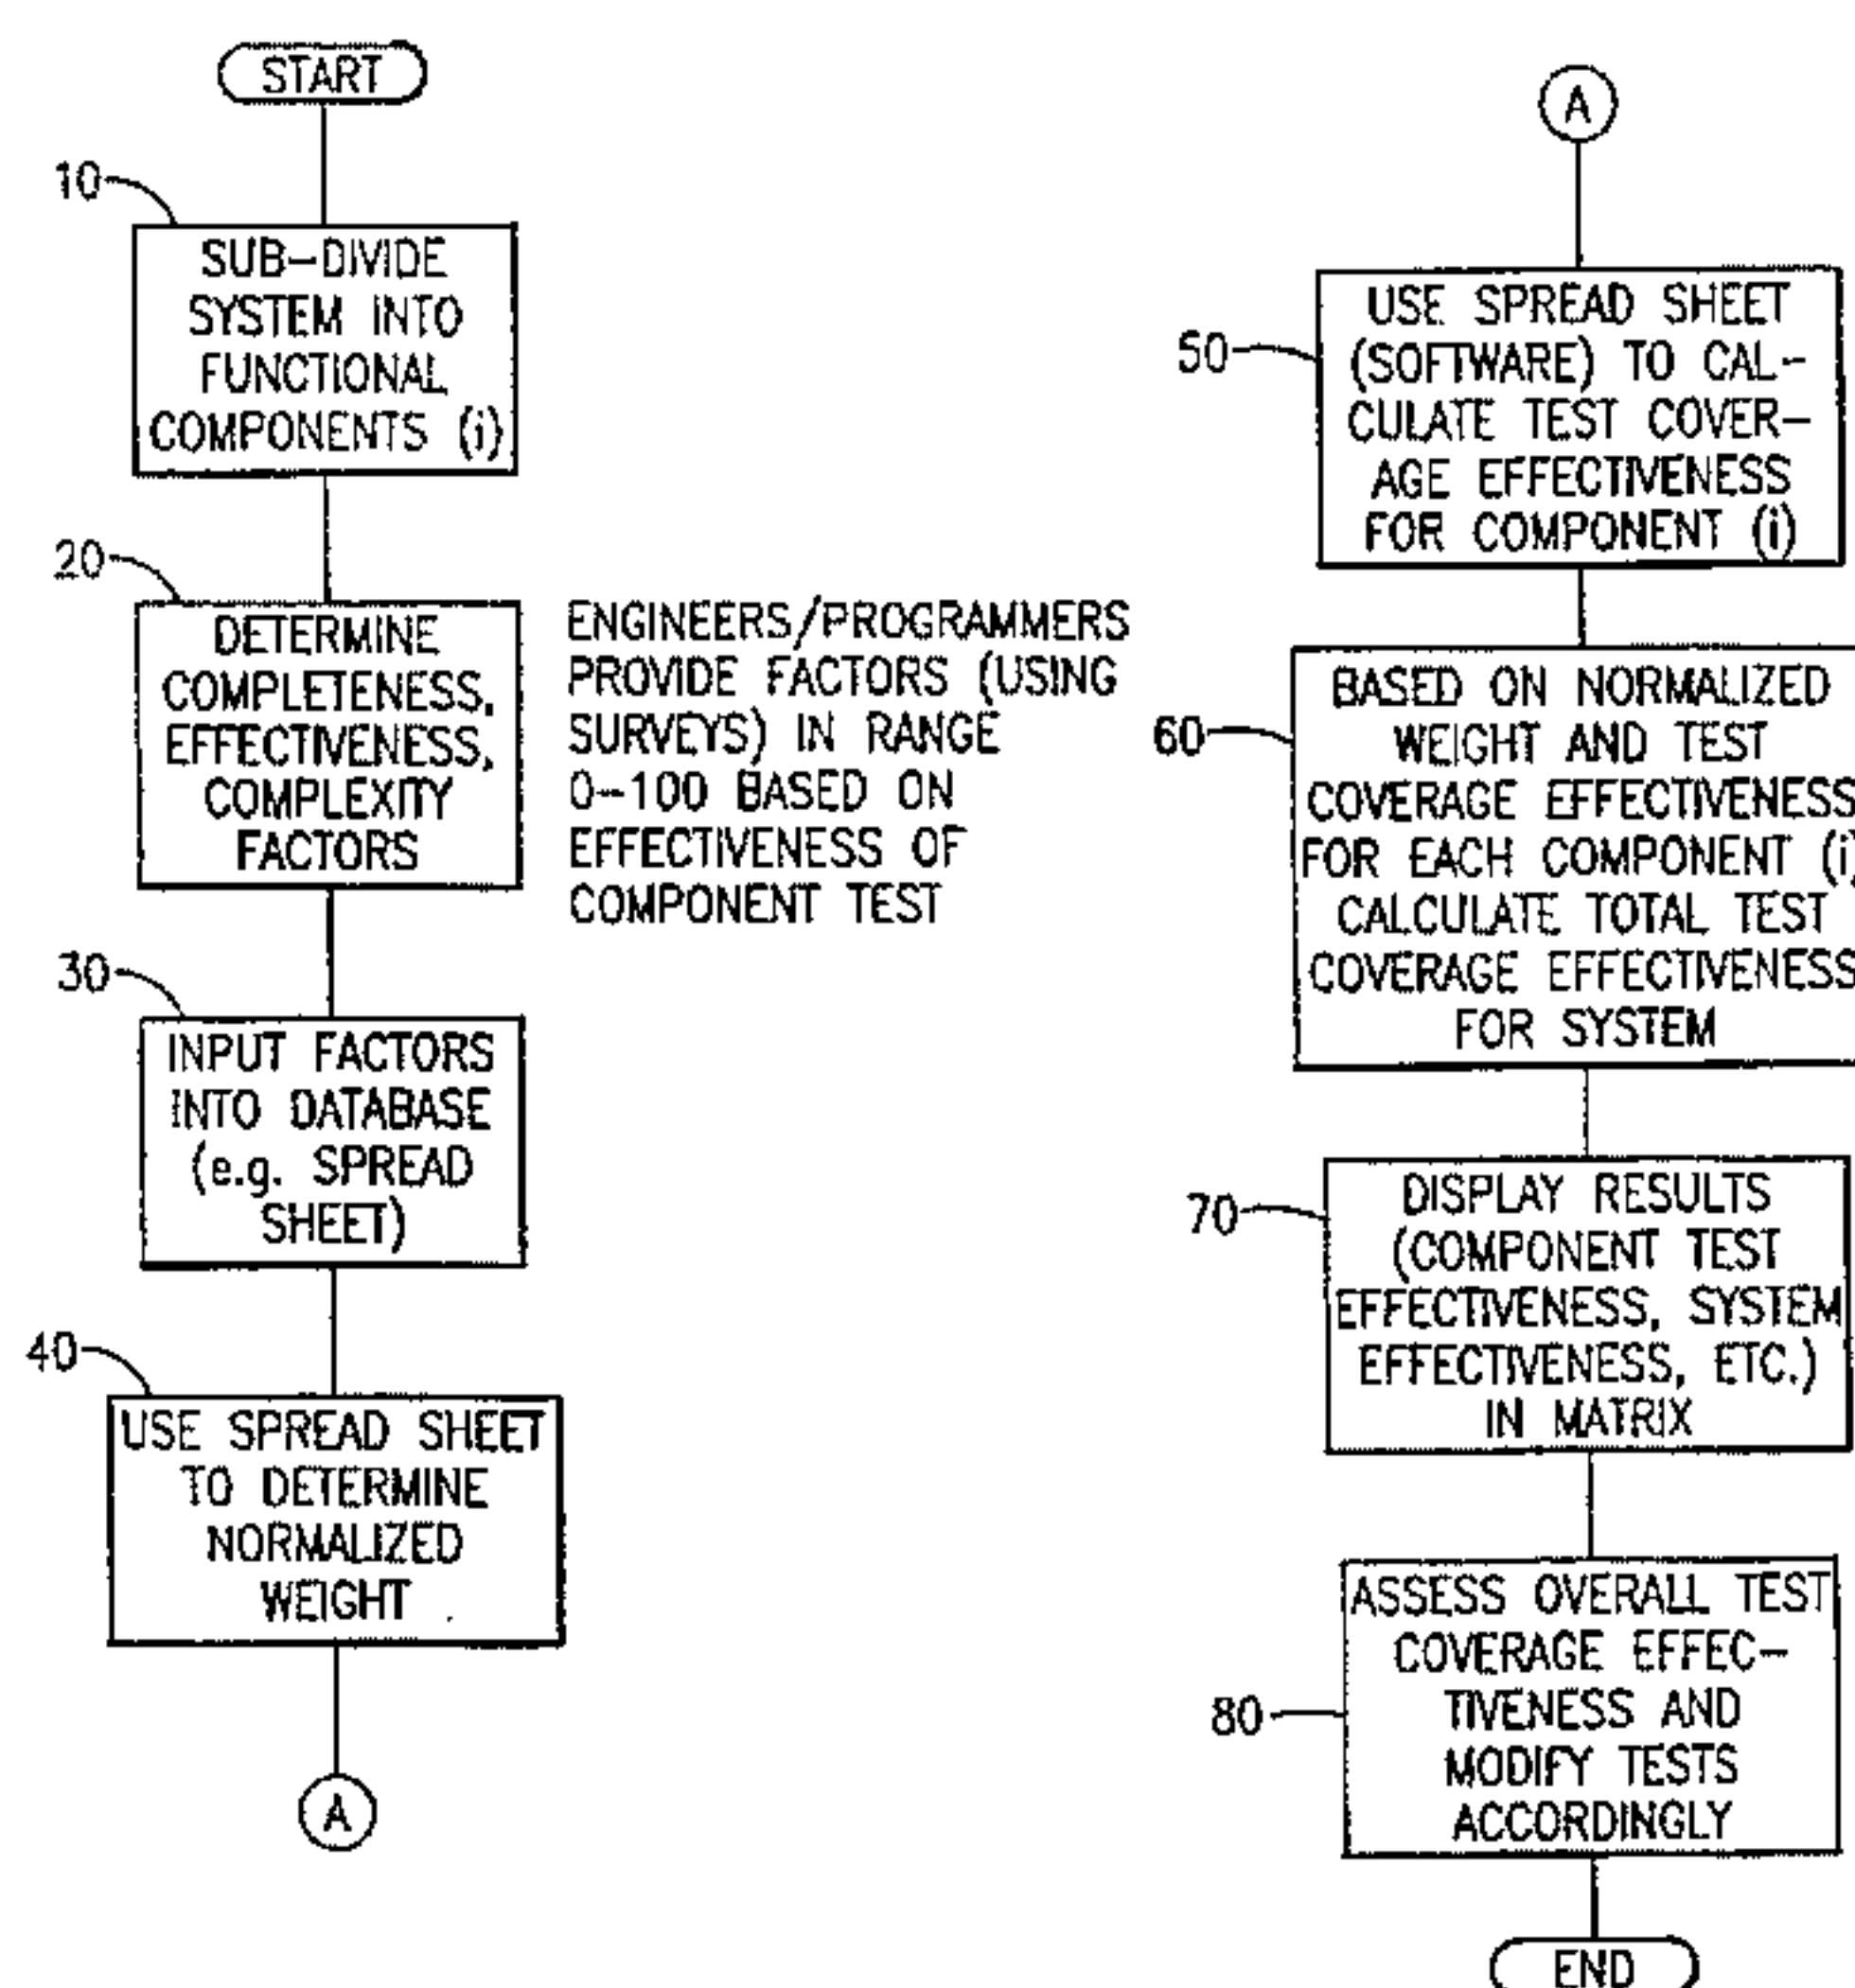 START
10
SUB-DIVIDE
SYSTEM INTO
FUNCTIONAL
COMPONENTS (i)
20
DETERMINE
COMPLETENESS,
EFFECTIVENESS,
COMPLEXITY
FACTORS
ENGINEERS/PROGRAMMERS
PROVIDE FACTORS (USING
SURVEYS) IN RANGE
0-100 BASED ON
EFFECTIVENESS OF
COMPONENT TEST
30
INPUT FACTORS
INTO DATABASE
(e.g. SPREAD
SHEET)
40
USE SPREAD SHEET
TO DETERMINE
NORMALIZED
WEIGHT
A
A
50
USE SPREAD SHEET
(SOFTWARE) TO CAL-
CULATE TEST COVER-
AGE EFFECTIVENESS
FOR COMPONENT (i)
60
BASED ON NORMALIZED
WEIGHT AND TEST
COVERAGE EFFECTIVENESS
FOR EACH COMPONENT (i)
CALCULATE TOTAL TEST
COVERAGE EFFECTIVENESS
FOR SYSTEM
70
DISPLAY RESULTS
(COMPONENT TEST
EFFECTIVENESS, SYSTEM
EFFECTIVENESS, ETC.)
IN MATRIX
80
ASSESS OVERALL TEST
COVERAGE EFFEC-
TIVENESS AND
MODIFY TESTS
ACCORDINGLY
END